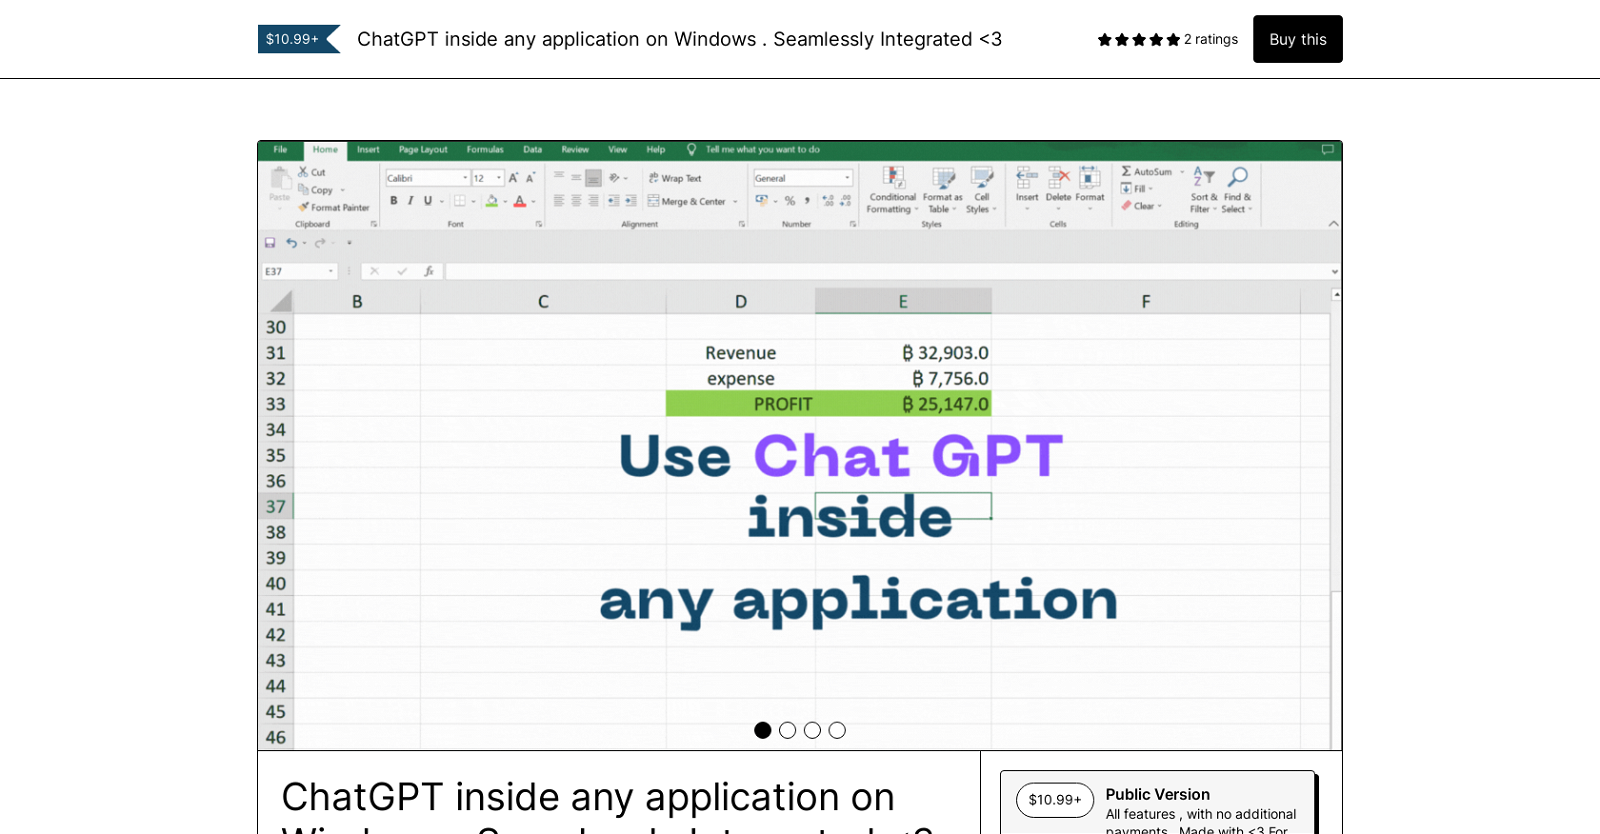 $10.99+
ChatGPT inside any application on Windows . Seamlessly Integrated <3
2 ratings
Buy this
File Home Insert Page Layout Formulas Data Review View Help Tell me what you want to do
Paste
Cut
Copy
Format Painter
Clipboard
Calibri 12 A A
B I U A
Font
Wrap Text
Merge & Center
Alignment
General
% ,
Number
Conditional Formatting
Format as Table
Cell Styles
Styles
Insert Delete Format
Cells
AutoSum
Fill
Clear
Sort & Filter
Find & Select
Editing
E37 fx
B C D E F
30
31 Revenue ฿ 32,903.0
32 expense ฿ 7,756.0
33 PROFIT ฿ 25,147.0
34
35
36
37
38
39
40
41
42
43
44
45
46
Use Chat GPT
inside
any application
ChatGPT inside any application on
$10.99+
Public Version
All features , with no additional
payments . Made with <3 For